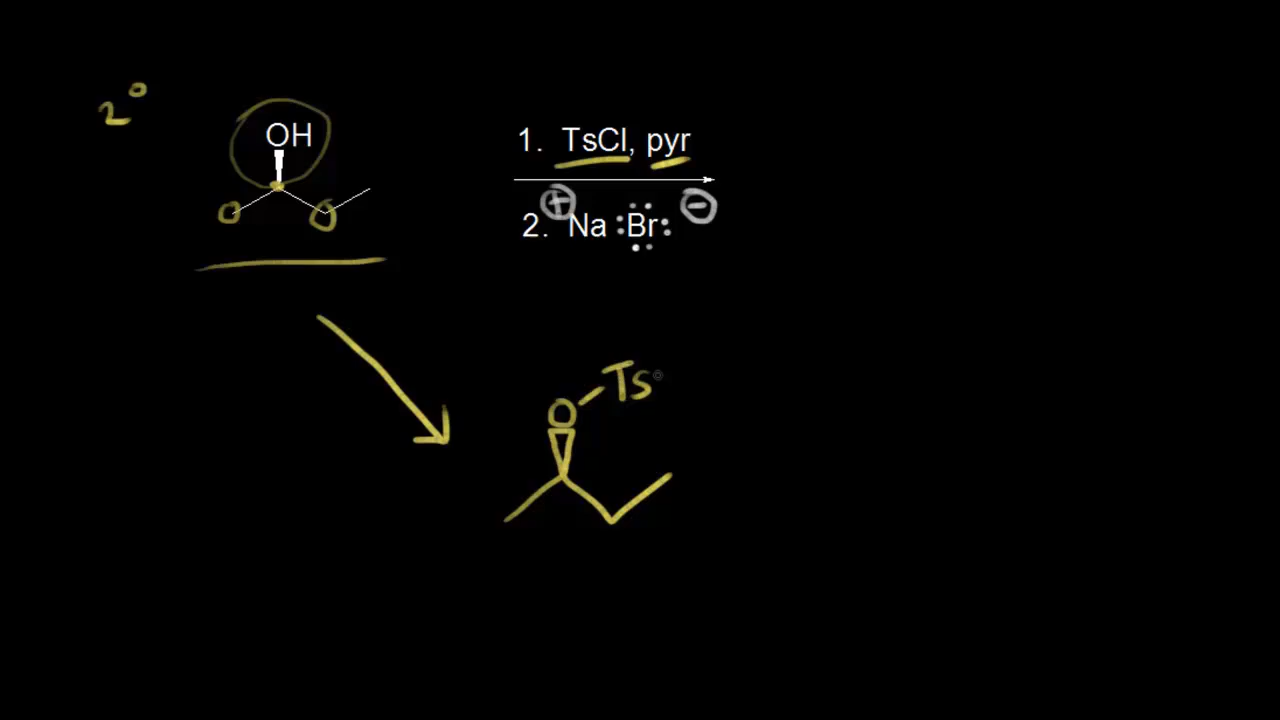 2°
OH
1. TsCl, pyr
⊕ ⊖
2. Na :Br:
O-Ts